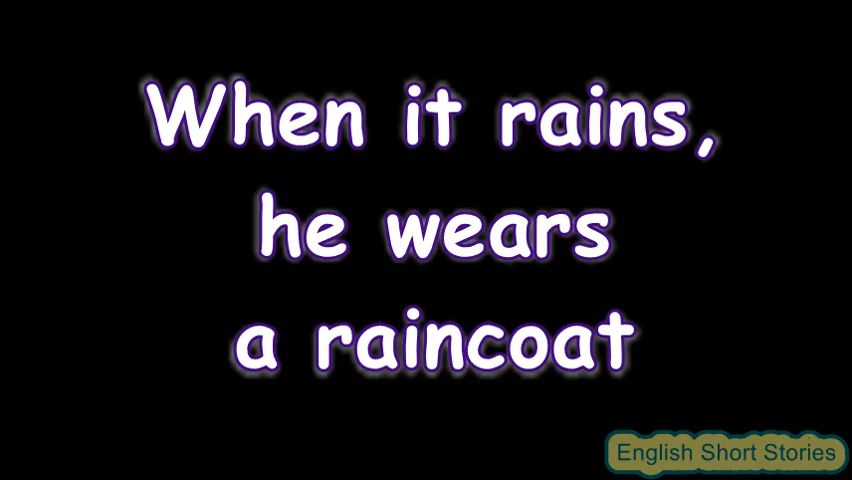 When it rains,
he wears
a raincoat
English Short Stories